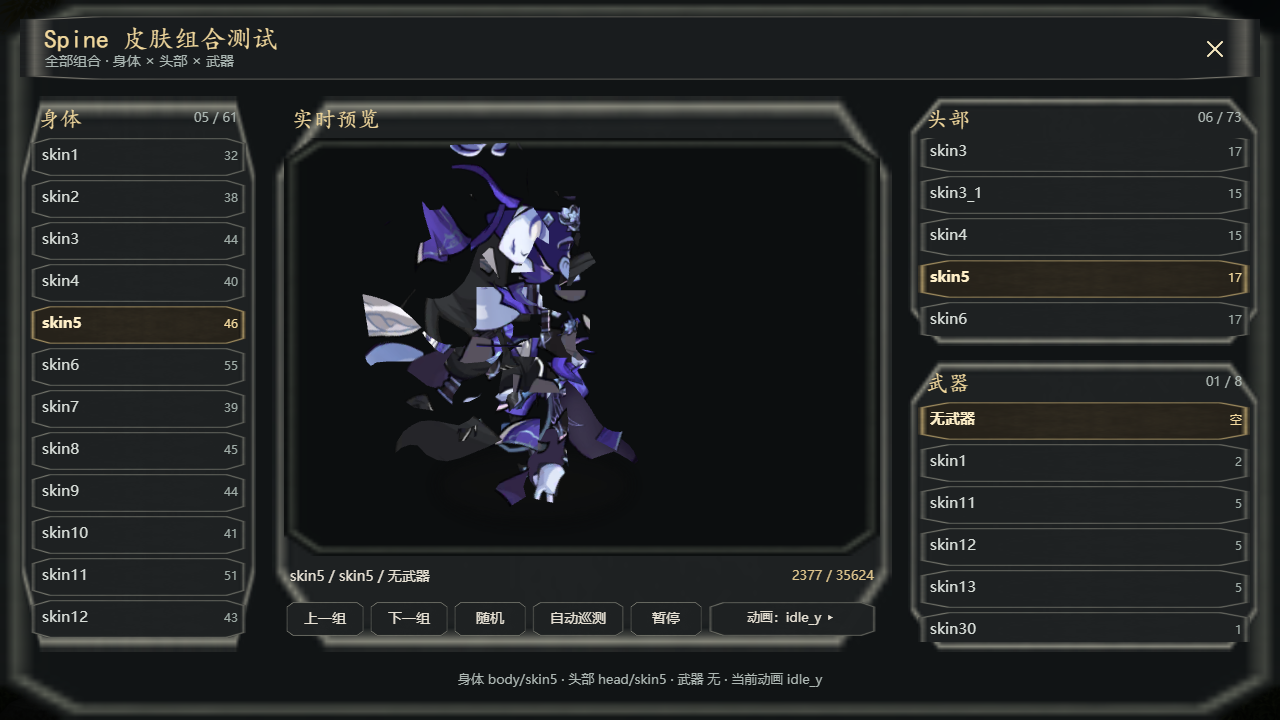 Spine 皮肤组合测试
全部组合 · 身体 × 头部 × 武器
身体 05 / 61
skin1 32
skin2 38
skin3 44
skin4 40
skin5 46
skin6 55
skin7 39
skin8 45
skin9 44
skin10 41
skin11 51
skin12 43
实时预览
skin5 / skin5 / 无武器 2377 / 35624
上一组 下一组 随机 自动巡测 暂停 动画: idle_y ▸
头部 06 / 73
skin3 17
skin3_1 15
skin4 15
skin5 17
skin6 17
武器 01 / 8
无武器 空
skin1 2
skin11 5
skin12 5
skin13 5
skin30 1
身体 body/skin5 · 头部 head/skin5 · 武器 无 · 当前动画 idle_y